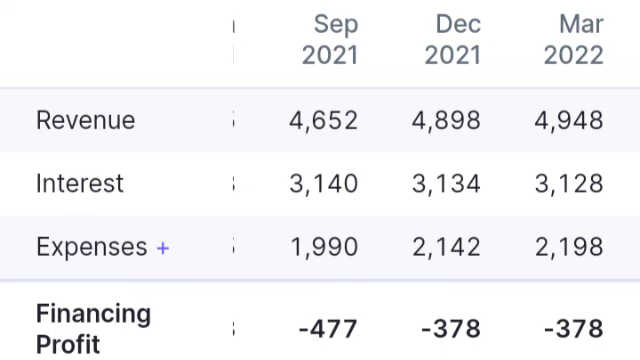 Sep Dec Mar
2021 2021 2022
Revenue 4,652 4,898 4,948
Interest 3,140 3,134 3,128
Expenses + 1,990 2,142 2,198
Financing
Profit -477 -378 -378